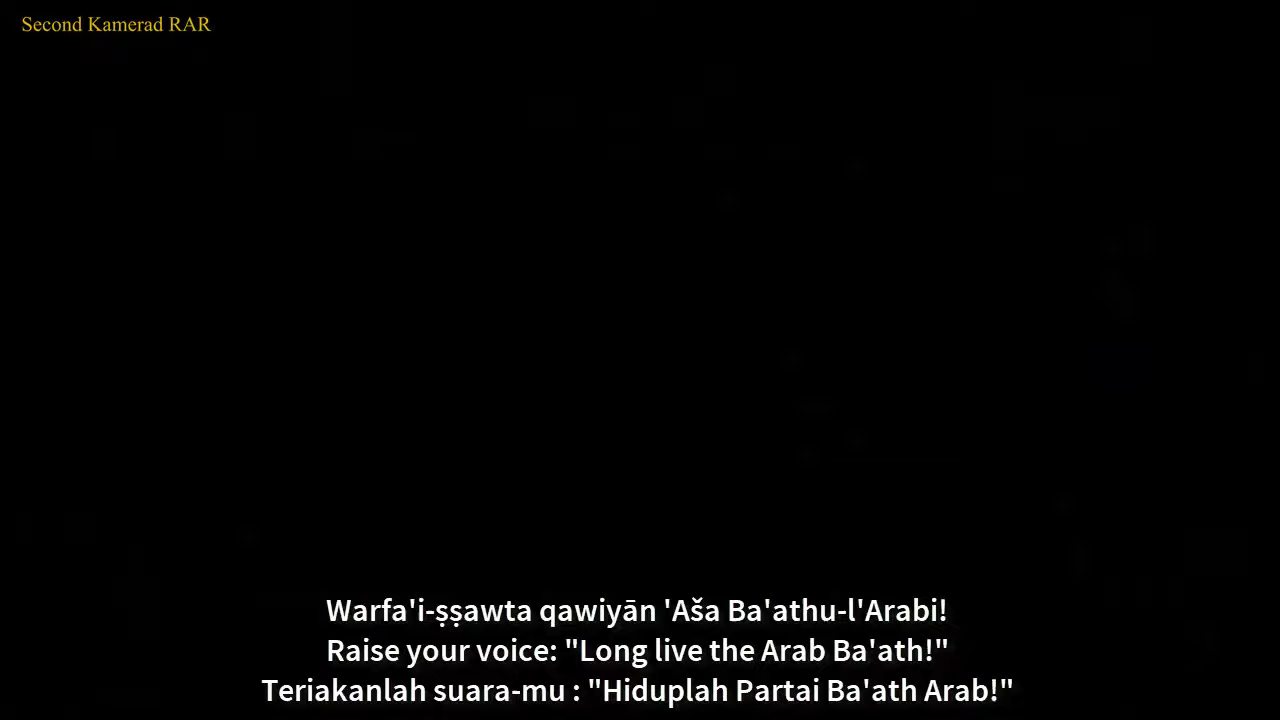 Second Kamerad RAR
Warfa'i-ṣṣawta qawiyān 'Aša Ba'athu-l'Arabi!
Raise your voice: "Long live the Arab Ba'ath!"
Teriakanlah suara-mu : "Hiduplah Partai Ba'ath Arab!"